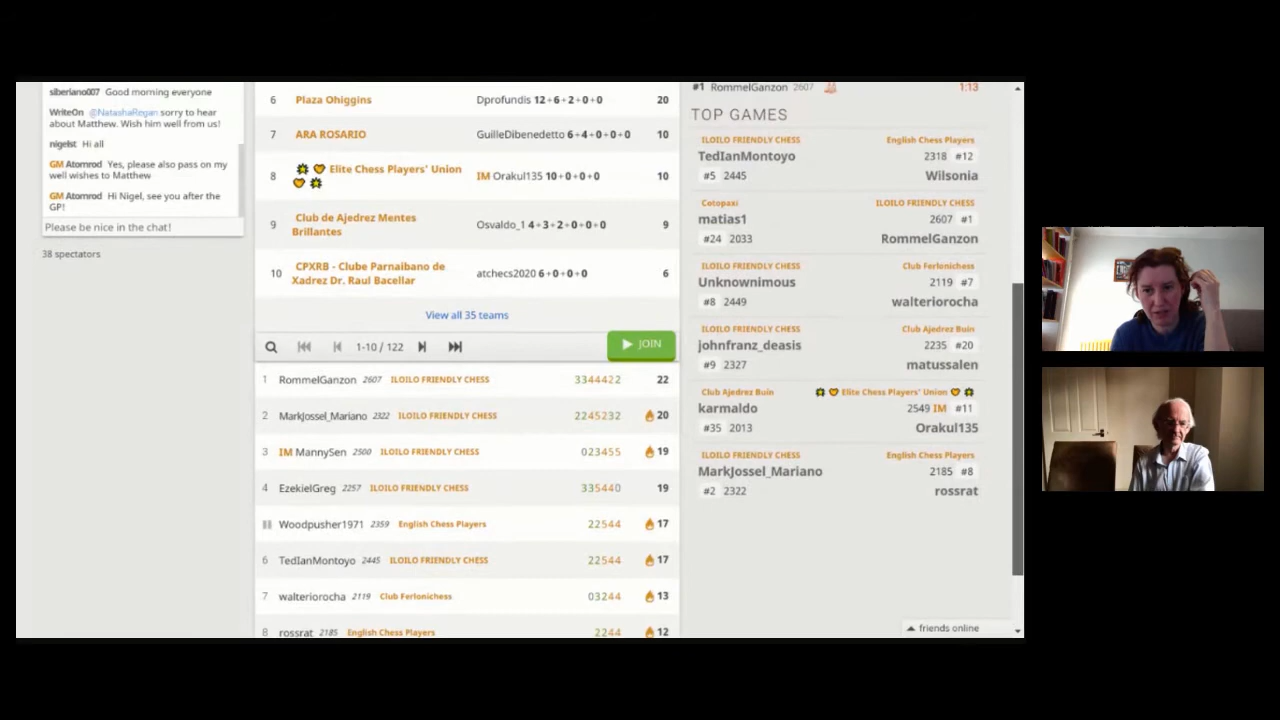 siberiano007 Good morning everyone
WriteOn @NatashaRegan sorry to hear
about Matthew. Wish him well from us!
nigelst Hi all
GM Atomrod Yes, please also pass on my
well wishes to Matthew
GM Atomrod Hi Nigel, see you after the
GP!
Please be nice in the chat!
38 spectators
6 Plaza Ohiggins Dprofundis 12+6+2+0+0 20
7 ARA ROSARIO GuilleDibenedetto 6+4+0+0+0 10
8 Elite Chess Players' Union IM Orakul135 10+0+0+0 10
9 Club de Ajedrez Mentes
Brillantes Osvaldo_1 4+3+2+0+0+0 9
10 CPXRB - Clube Parnaibano de
Xadrez Dr. Raul Bacellar atchecs2020 6+0+0+0 6
View all 35 teams
1-10 / 122 JOIN
1 RommelGanzon 2607 ILOILO FRIENDLY CHESS 3344422 22
2 MarkJossel_Mariano 2322 ILOILO FRIENDLY CHESS 2245232 20
3 IM MannySen 2500 ILOILO FRIENDLY CHESS 023455 19
4 EzekielGreg 2257 ILOILO FRIENDLY CHESS 335440 19
Woodpusher1971 2359 English Chess Players 22544 17
6 TedIanMontoyo 2445 ILOILO FRIENDLY CHESS 22544 17
7 walteriorocha 2119 Club Ferlonichess 03244 13
8 rossrat 2185 English Chess Players 2244 12
#1 RommelGanzon 2607 1:13
TOP GAMES
ILOILO FRIENDLY CHESS English Chess Players
TedIanMontoyo 2318 #12
#5 2445 Wilsonia
Cotopaxi ILOILO FRIENDLY CHESS
matias1 2607 #1
#24 2033 RommelGanzon
ILOILO FRIENDLY CHESS Club Ferlonichess
Unknownimous 2119 #7
#8 2449 walteriorocha
ILOILO FRIENDLY CHESS Club Ajedrez Buin
johnfranz_deasis 2235 #20
#9 2327 matussalen
Club Ajedrez Buin Elite Chess Players' Union
karmaldo 2549 IM #11
#35 2013 Orakul135
ILOILO FRIENDLY CHESS English Chess Players
MarkJossel_Mariano 2185 #8
#2 2322 rossrat
friends online